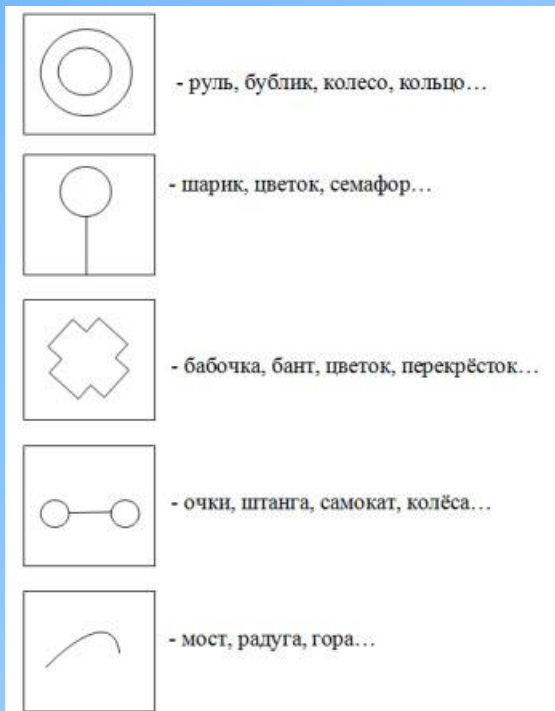 - руль, бублик, колесо, кольцо…
- шарик, цветок, семафор…
- бабочка, бант, цветок, перекрёсток…
- очки, штанга, самокат, колёса…
- мост, радуга, гора…